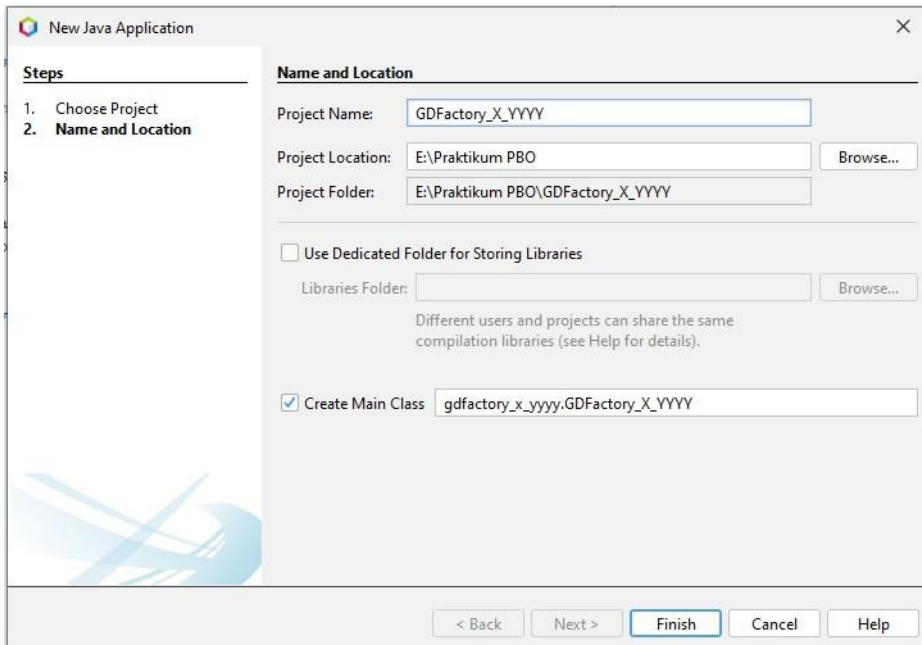 New Java Application
Steps
1. Choose Project
2. Name and Location
Name and Location
Project Name: GDFactory_X_YYYY
Project Location: E:\Praktikum PBO Browse...
Project Folder: E:\Praktikum PBO\GDFactory_X_YYYY
Use Dedicated Folder for Storing Libraries
Libraries Folder: Browse...
Different users and projects can share the same
compilation libraries (see Help for details).
Create Main Class gdfactory_x_yyyy.GDFactory_X_YYYY
< Back Next > Finish Cancel Help